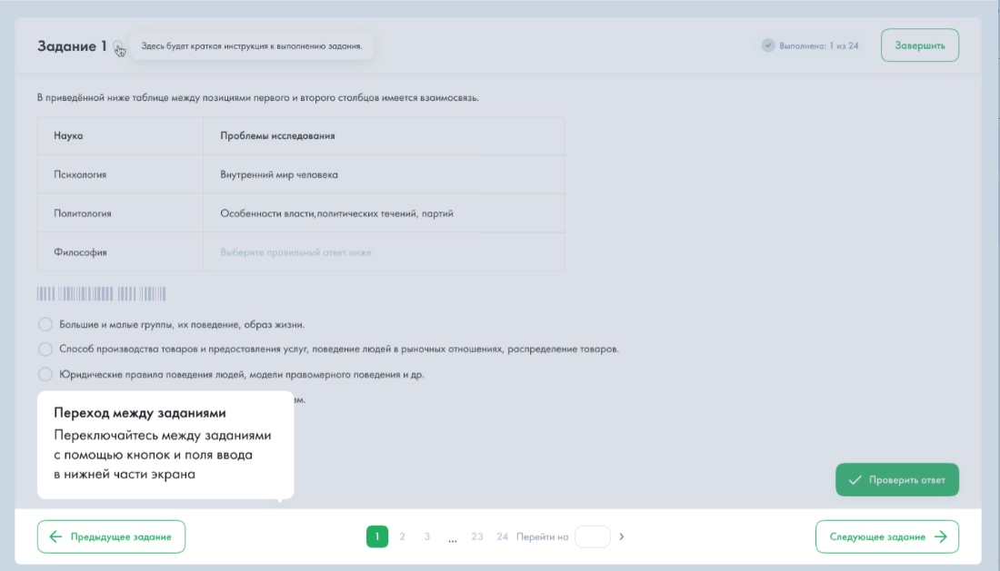 Задание 1
Здесь будет краткая инструкция к выполнению задания.
Выполнено: 1 из 24
Завершить
В приведённой ниже таблице между позициями первого и второго столбцов имеется взаимосвязь.
Наука Проблемы исследования
Психология Внутренний мир человека
Политология Особенности власти,политических течений, партий
Философия Выберите правильный ответ ниже
Большие и малые группы, их поведение, образ жизни.
Способ производства товаров и предоставления услуг, поведение людей в рыночных отношениях, распределение товаров.
Юридические правила поведения людей, модели правомерного поведения и др.
Переход между заданиями
Переключайтесь между заданиями
с помощью кнопок и поля ввода
в нижней части экрана
Проверить ответ
Предыдущее задание
1 2 3 ... 23 24 Перейти на
Следующее задание